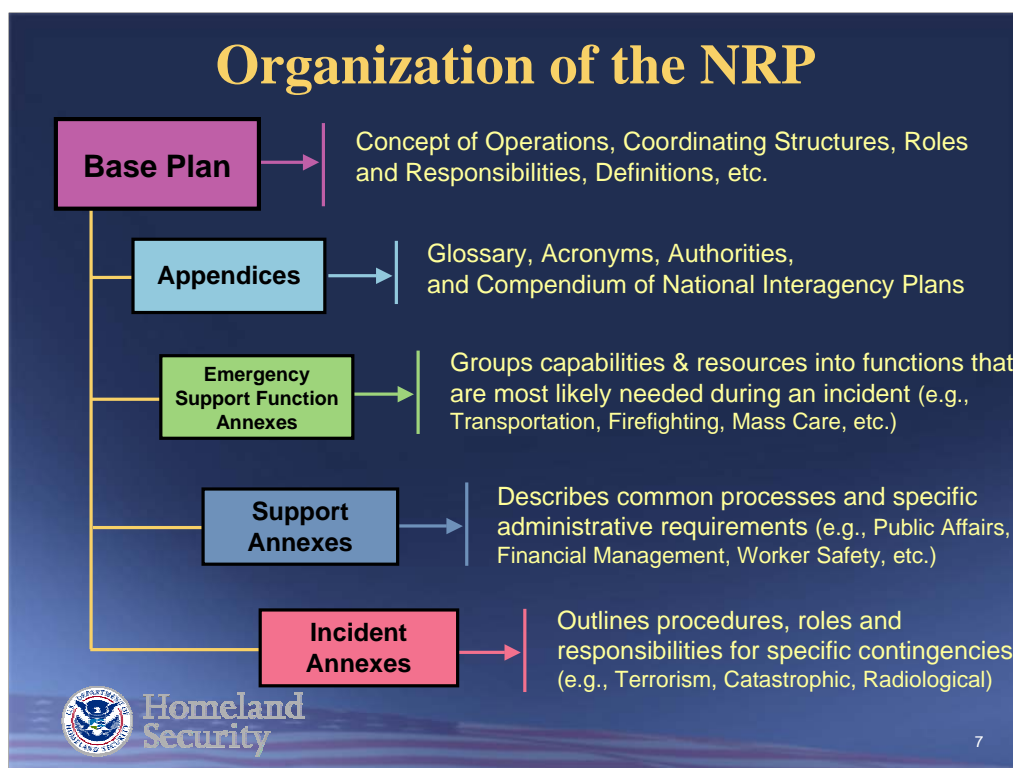 Organization of the NRP
Base Plan
Concept of Operations, Coordinating Structures, Roles
and Responsibilities, Definitions, etc.
Appendices
Glossary, Acronyms, Authorities,
and Compendium of National Interagency Plans
Emergency
Support Function
Annexes
Groups capabilities & resources into functions that
are most likely needed during an incident (e.g.,
Transportation, Firefighting, Mass Care, etc.)
Support
Annexes
Describes common processes and specific
administrative requirements (e.g., Public Affairs,
Financial Management, Worker Safety, etc.)
Incident
Annexes
Outlines procedures, roles and
responsibilities for specific contingencies
(e.g., Terrorism, Catastrophic, Radiological)
U.S. DEPARTMENT OF
HOMELAND SECURITY
Homeland
Security
7